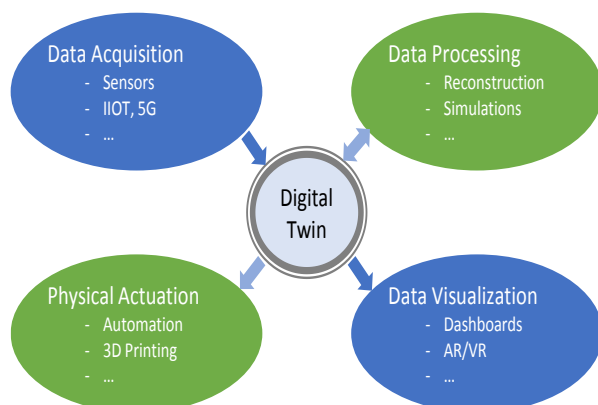 Data Acquisition
- Sensors
- IIOT, 5G
- ...
Data Processing
- Reconstruction
- Simulations
- ...
Digital
Twin
Physical Actuation
- Automation
- 3D Printing
- ...
Data Visualization
- Dashboards
- AR/VR
- ...